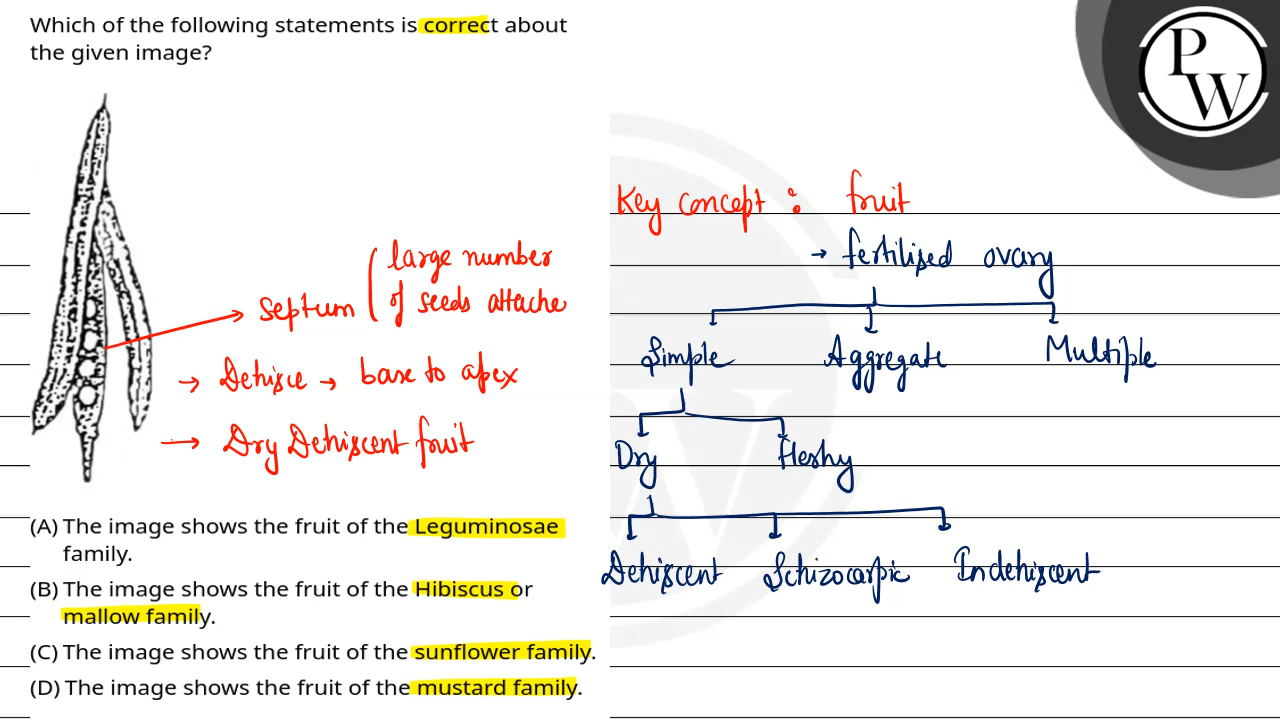 Which of the following statements is correct about
the given image?
P
W
Key concept : fruit
→ fertilised ovary
Simple Aggregate Multiple
Dry Fleshy
Dehiscent Schizocarpic Indehiscent
Septum
large number
of seeds attache
→ Dehisce → base to apex
→ Dry Dehiscent fruit
(A) The image shows the fruit of the Leguminosae
family.
(B) The image shows the fruit of the Hibiscus or
mallow family.
(C) The image shows the fruit of the sunflower family.
(D) The image shows the fruit of the mustard family.